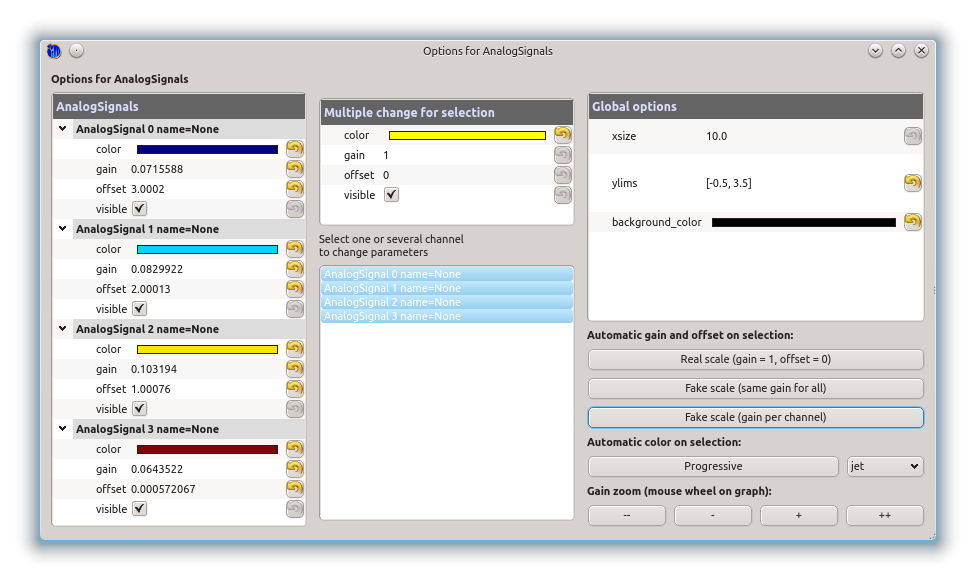 Options for AnalogSignals
Options for AnalogSignals
AnalogSignals
AnalogSignal 0 name=None
color
gain 0.0715588
offset 3.0002
visible
AnalogSignal 1 name=None
color
gain 0.0829922
offset 2.00013
visible
AnalogSignal 2 name=None
color
gain 0.103194
offset 1.00076
visible
AnalogSignal 3 name=None
color
gain 0.0643522
offset 0.000572067
visible
Multiple change for selection
color
gain 1
offset 0
visible
Select one or several channel
to change parameters
AnalogSignal 0 name=None
AnalogSignal 1 name=None
AnalogSignal 2 name=None
AnalogSignal 3 name=None
Global options
xsize 10.0
ylims [-0.5, 3.5]
background_color
Automatic gain and offset on selection:
Real scale (gain = 1, offset = 0)
Fake scale (same gain for all)
Fake scale (gain per channel)
Automatic color on selection:
Progressive jet
Gain zoom (mouse wheel on graph):
-- - + ++